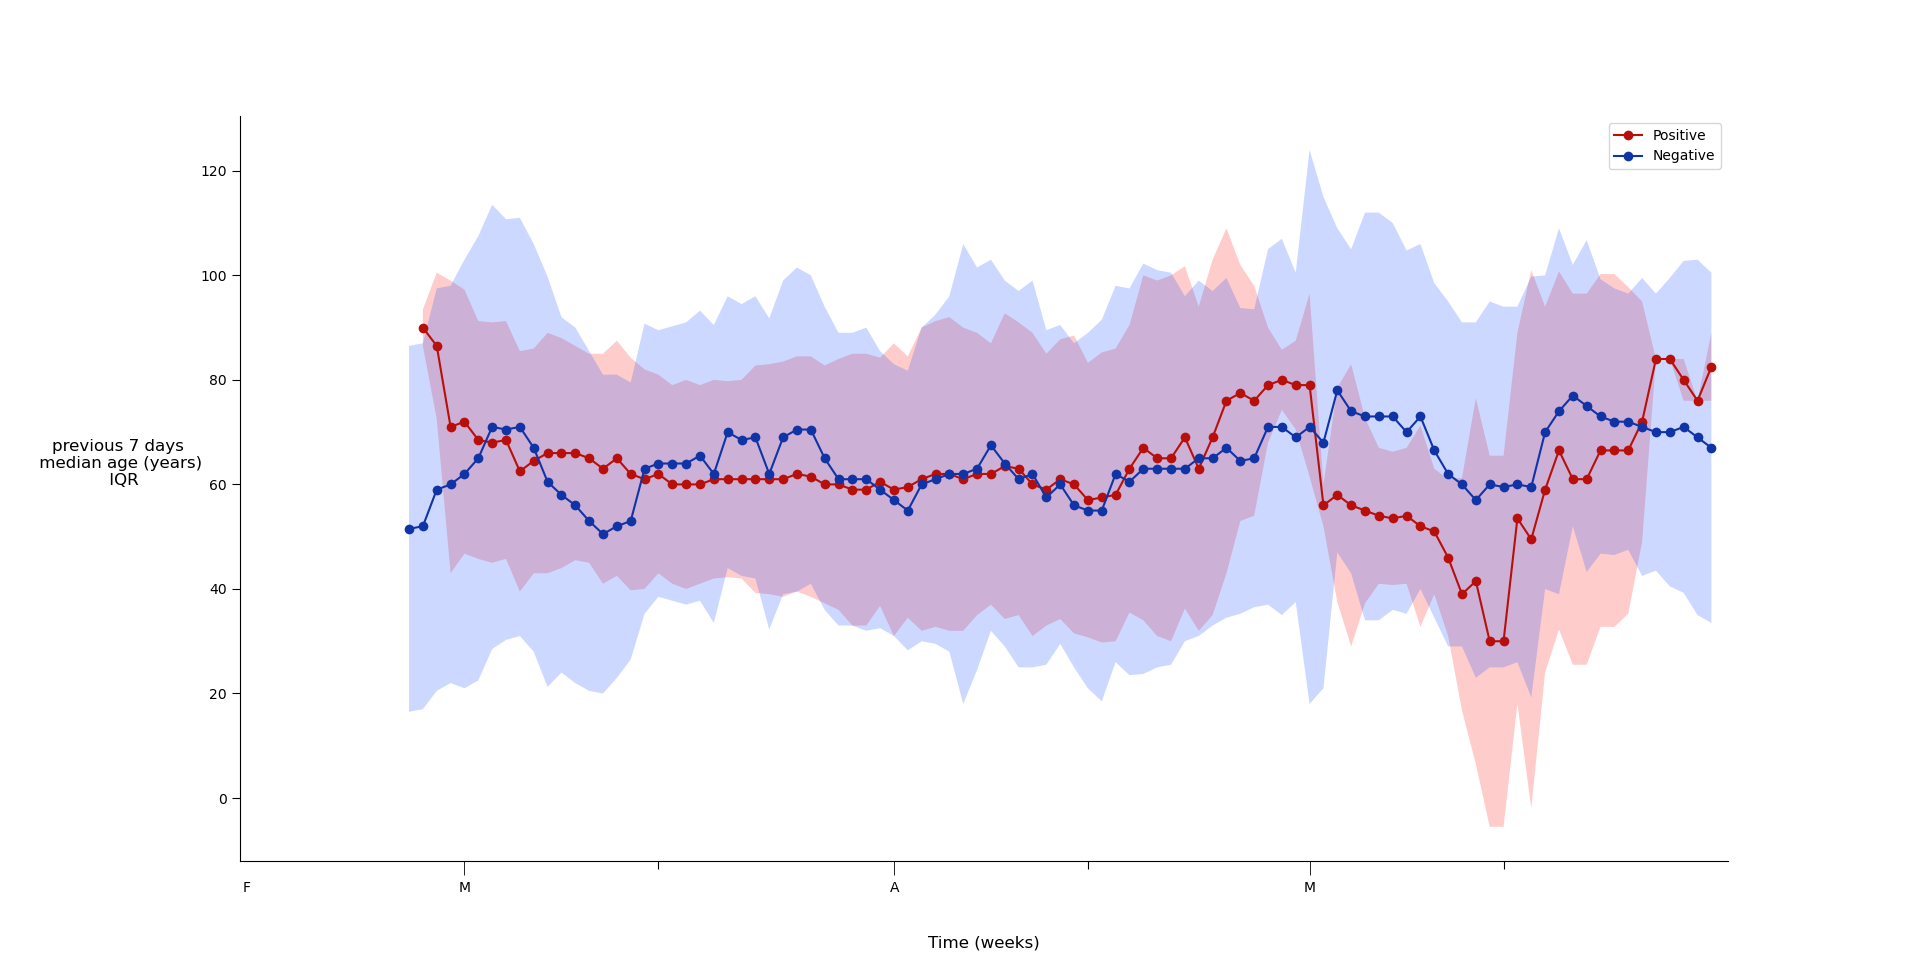 Positive
Negative
120
100
80
60
40
20
0
previous 7 days
median age (years)
IQR
F
M
A
M
Time (weeks)